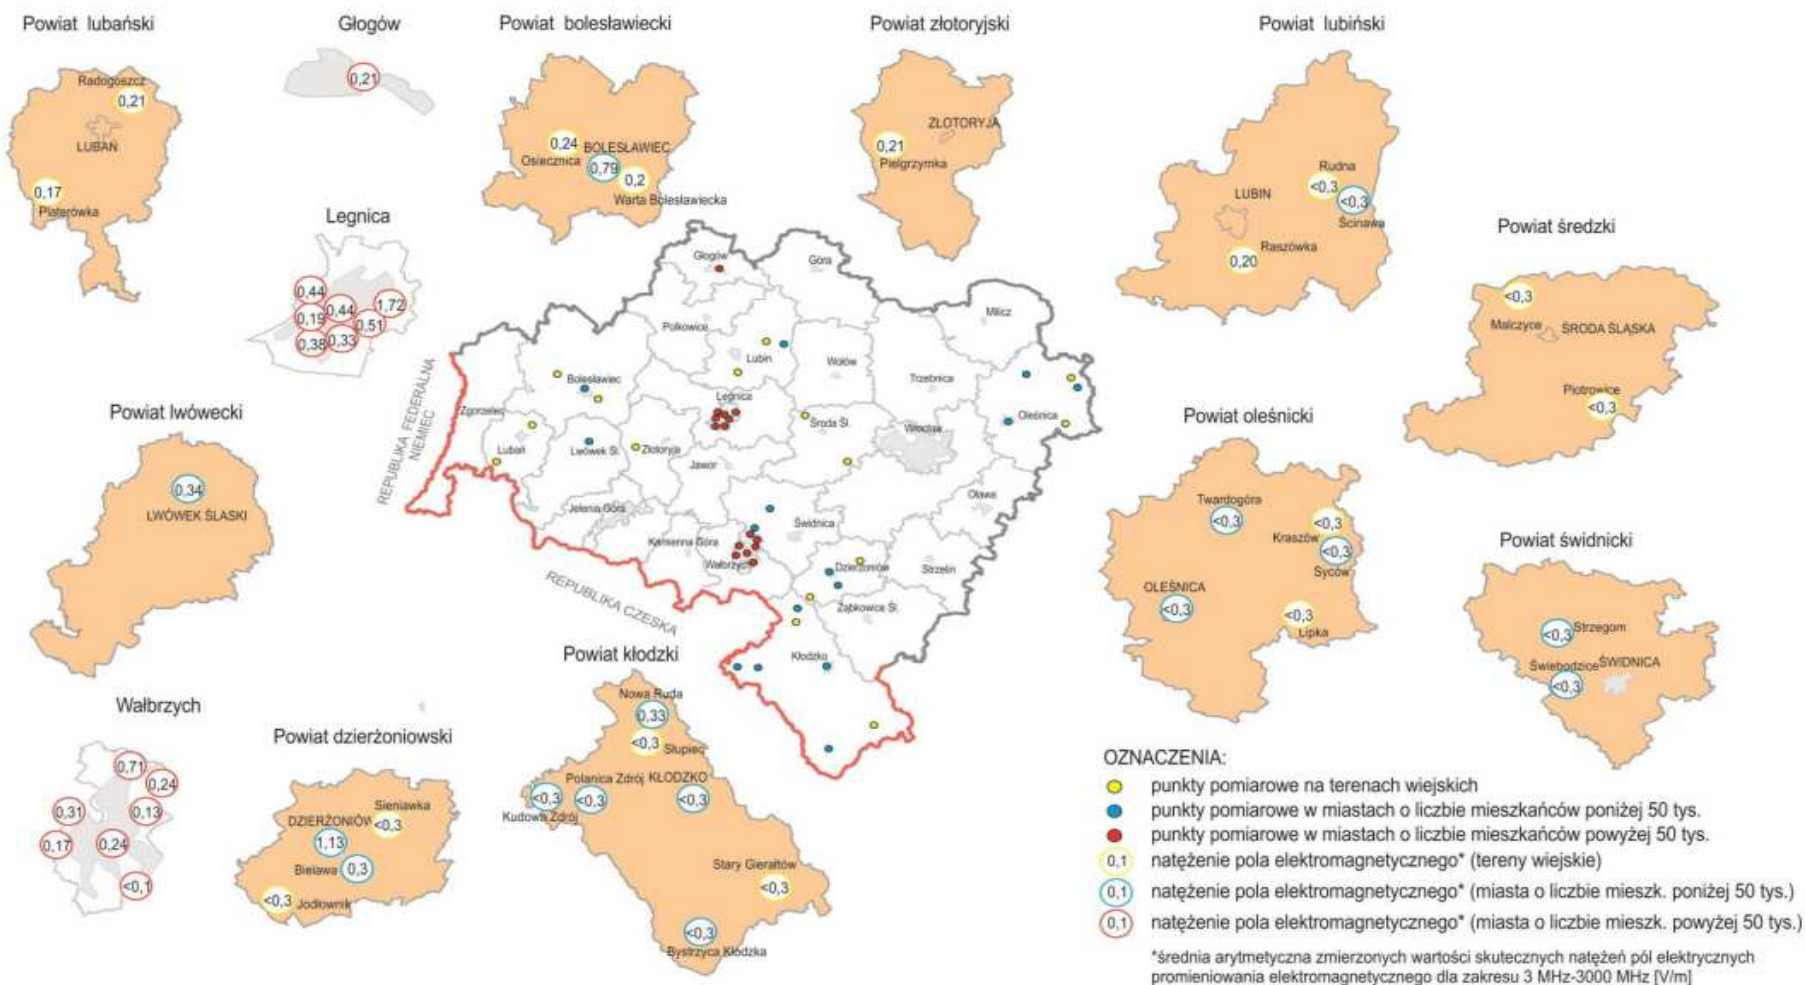 Powiat lubański
Radogoszcz
0,21
LUBAŃ
0,17
Platerówka
Głogów
0,21
Powiat bolesławiecki
0,24
BOLESŁAWIEC
Osiecznica
0,79
0,2
Warta Bolesławiecka
Powiat złotoryjski
ZŁOTORYJA
0,21
Pielgrzymka
Powiat lubiński
Rudna
<0,3
LUBIN
<0,3
Ścinawa
Raszówka
0,20
Legnica
0,44
0,44
1,72
0,19
0,51
0,38
0,33
Powiat średzki
<0,3
Malczyce
ŚRODA ŚLĄSKA
Piotrowice
<0,3
Powiat lwówecki
0,34
LWÓWEK ŚLASKI
REPUBLIKA FEDERALNA
NIEMIEC
Głogów
Góra
Polkowice
Milicz
Lubin
Wołów
Bolesławiec
Trzebnica
Legnica
Zgorzelec
Oleśnica
Środa Śl.
Wrocław
Lubań
Lwówek Śl.
Złotoryja
Jawor
Oława
Jelenia Góra
Świdnica
Kamienna Góra
Wałbrzych
Dzierżoniów
Strzelin
REPUBLIKA CZESKA
Ząbkowice Śl.
Kłodzko
Powiat oleśnicki
Twardogóra
<0,3
<0,3
Kraszów
<0,3
Syców
OLEŚNICA
<0,3
<0,3
Lipka
Powiat świdnicki
<0,3
Strzegom
Świebodzice
ŚWIDNICA
<0,3
Wałbrzych
0,71
0,24
0,31
0,13
0,17
0,24
<0,1
Powiat dzierżoniowski
Sieniawka
DZIERŻONIÓW
<0,3
1,13
Bielawa
0,3
<0,3
Jodłownik
Powiat kłodzki
Nowa Ruda
0,33
<0,3
Słupiec
Polanica Zdrój
KŁODZKO
<0,3
<0,3
<0,3
Kudowa Zdrój
Stary Gierałtów
<0,3
<0,3
Bystrzyca Kłodzka
OZNACZENIA:
punkty pomiarowe na terenach wiejskich
punkty pomiarowe w miastach o liczbie mieszkańców poniżej 50 tys.
punkty pomiarowe w miastach o liczbie mieszkańców powyżej 50 tys.
0,1 natężenie pola elektromagnetycznego* (tereny wiejskie)
0,1 natężenie pola elektromagnetycznego* (miasta o liczbie mieszk. poniżej 50 tys.)
0,1 natężenie pola elektromagnetycznego* (miasta o liczbie mieszk. powyżej 50 tys.)
*średnia arytmetyczna zmierzonych wartości skutecznych natężeń pól elektrycznych
promieniowania elektromagnetycznego dla zakresu 3 MHz-3000 MHz [V/m]